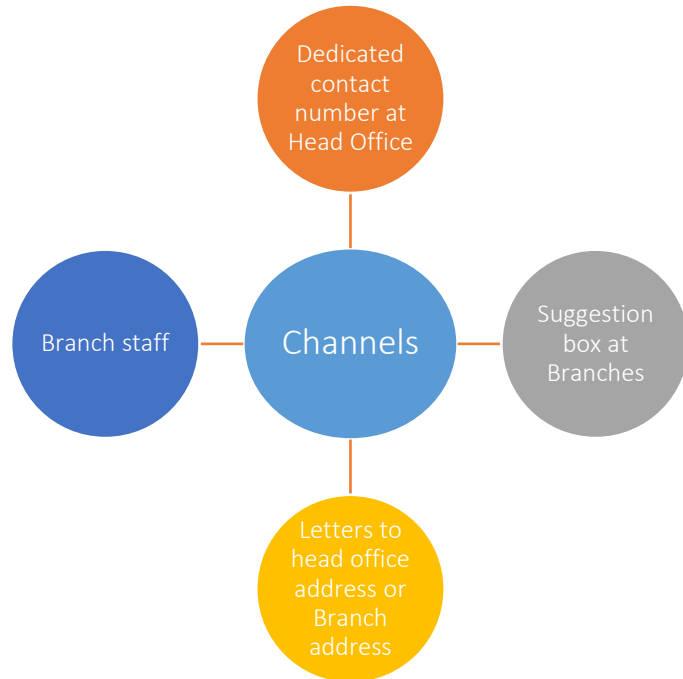 Dedicated
contact
number at
Head Office
Branch staff
Channels
Suggestion
box at
Branches
Letters to
head office
address or
Branch
address